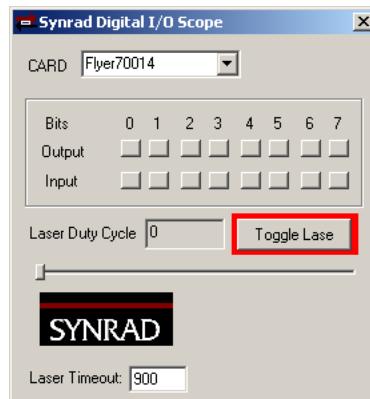 Synrad Digital I/O Scope
CARD Flyer70014
Bits 0 1 2 3 4 5 6 7
Output
Input
Laser Duty Cycle 0 Toggle Lase
SYNRAD
Laser Timeout: 900